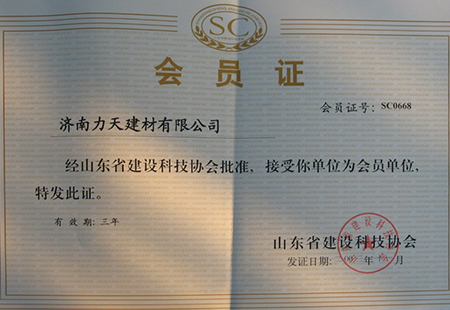 SC
会员证
会员证号：SC0668
济南力天建材有限公司
经山东省建设科技协会批准，接受你单位为会员单位，
特发此证。
有效期：三年
山东省建设科技协会
发证日期： 年 月